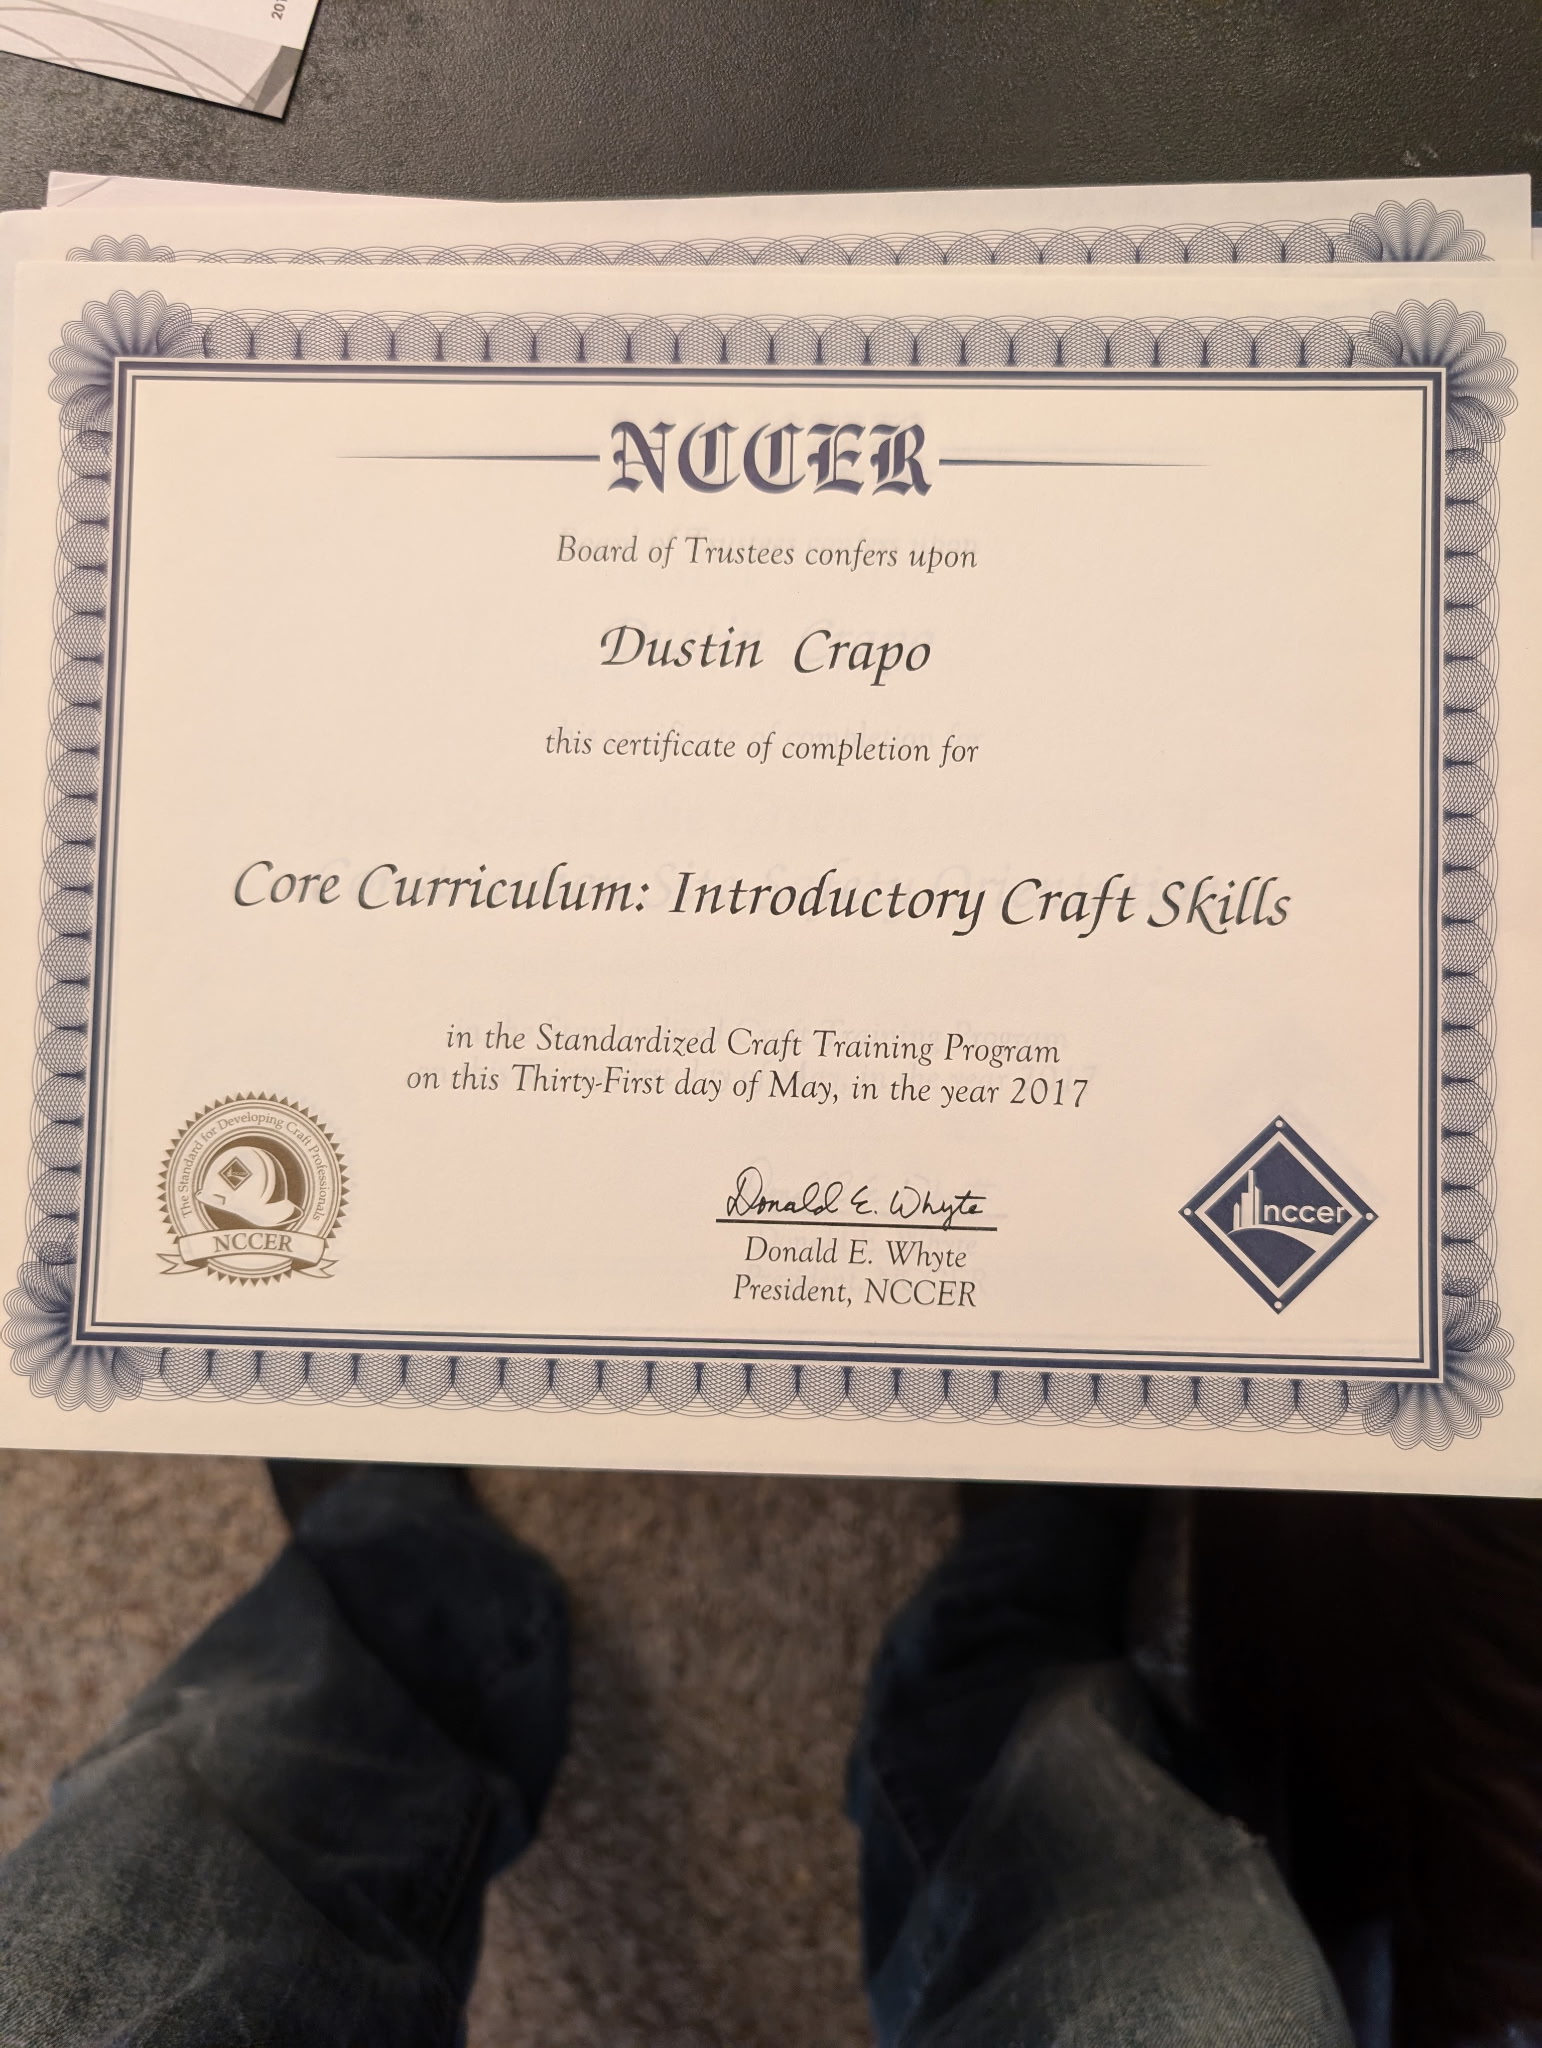 201
NCCER
Board of Trustees confers upon
Dustin Crapo
this certificate of completion for
Core Curriculum: Introductory Craft Skills
in the Standardized Craft Training Program
on this Thirty-First day of May, in the year 2017
The Standard for Developing Craft Professionals
NCCER
Donald E. Whyte
Donald E. Whyte
President, NCCER
nccer